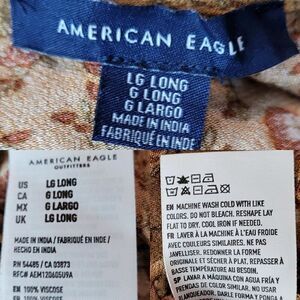 AMERICAN EAGLE
LG LONG
G LONG
G LARGO
MADE IN INDIA
FABRIQUÉ EN INDE
AMERICAN EAGLE
OUTFITTERS
US LG LONG
CA G LONG
MX G LARGO
UK LG LONG
MADE IN INDIA / FABRIQUÉ EN INDE /
HECHO EN INDIA
RN 54485 / CA 03873
RFC# AEM120605U9A
EN 100% VISCOSE
EN MACHINE WASH COLD WITH LIKE
COLORS. DO NOT BLEACH. RESHAPE LAY
FLAT TO DRY. COOL IRON IF NEEDED.
FR LAVER À LA MACHINE À L'EAU FROIDE
AVEC COULEURS SIMILAIRES. NE PAS
JAVELLISER. REDONNER LA FORME
ORIGINALE ET SÉCHER À PLAT, REPASSER À
BASSE TEMPÉRATURE AU BESOIN.
SP LAVAR A MÁQUINA CON AGUA FRÍA Y
PRENDAS DE COLOR SIMILAR. NO USAR
BLANQUEADOR. DARLE FORMA Y PONGA A